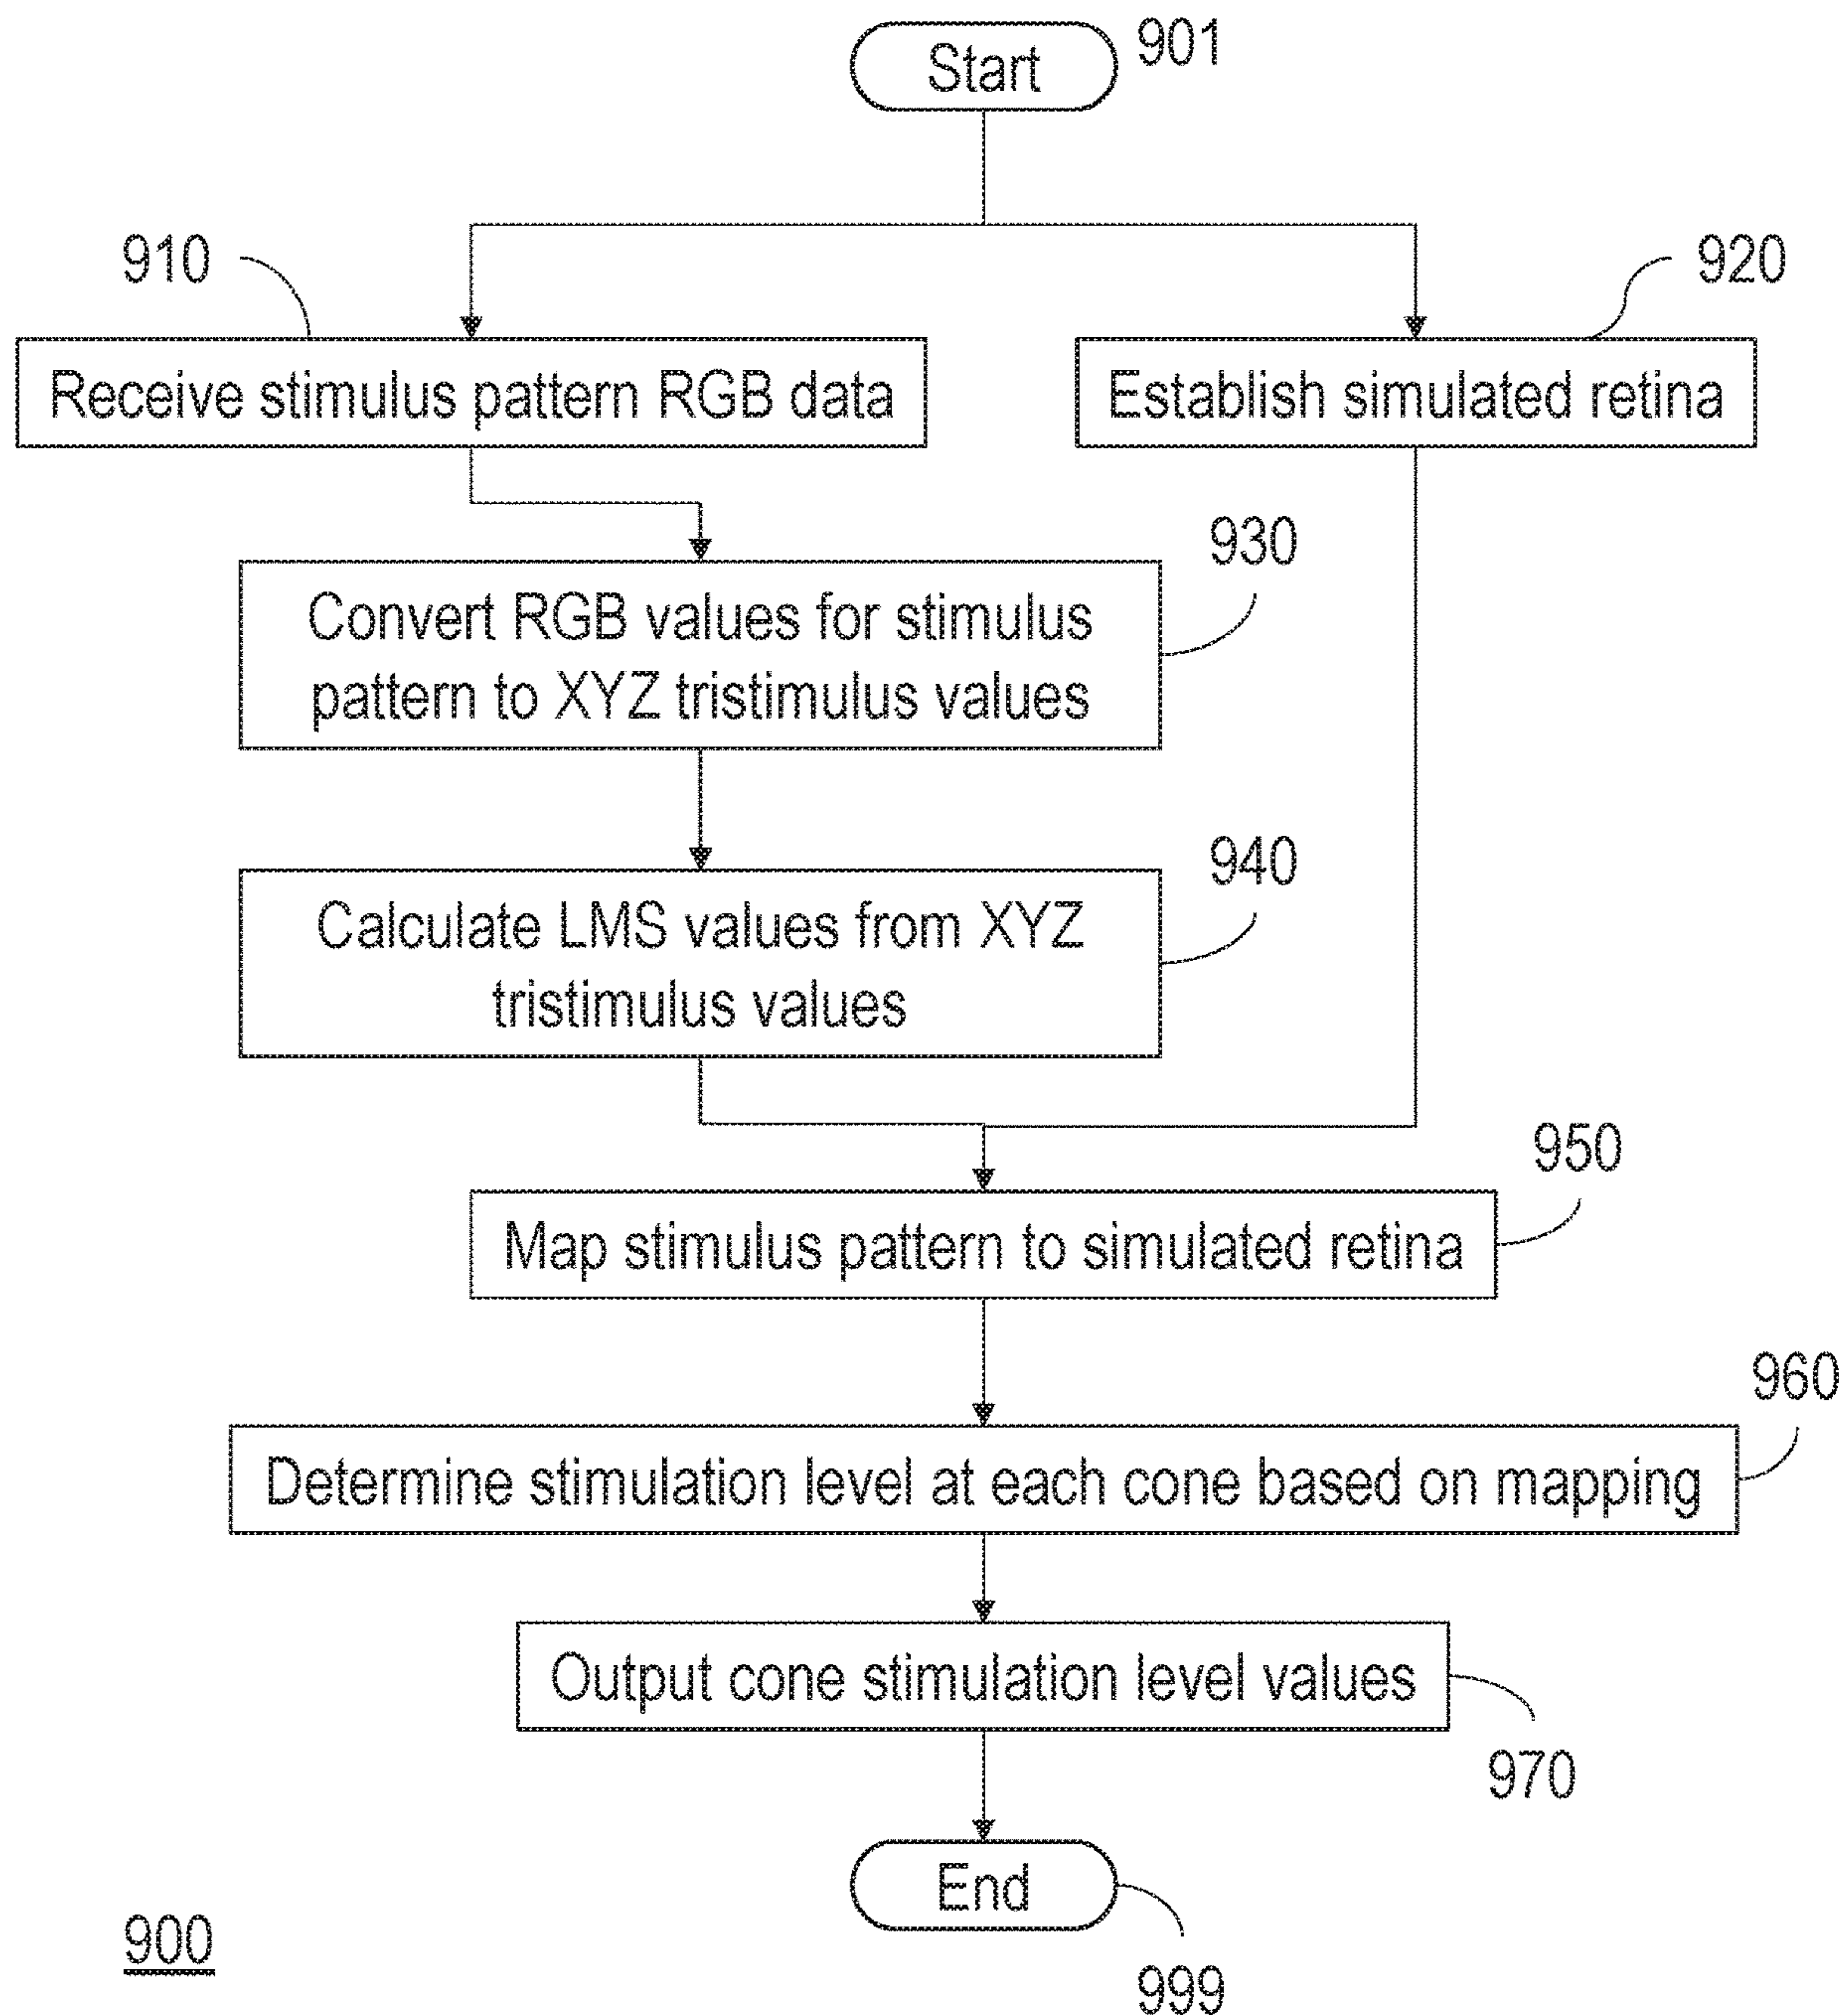 Start
901
910
920
Receive stimulus pattern RGB data
Establish simulated retina
930
Convert RGB values for stimulus
pattern to XYZ tristimulus values
940
Calculate LMS values from XYZ
tristimulus values
950
Map stimulus pattern to simulated retina
960
Determine stimulation level at each cone based on mapping
Output cone stimulation level values
970
End
900
999